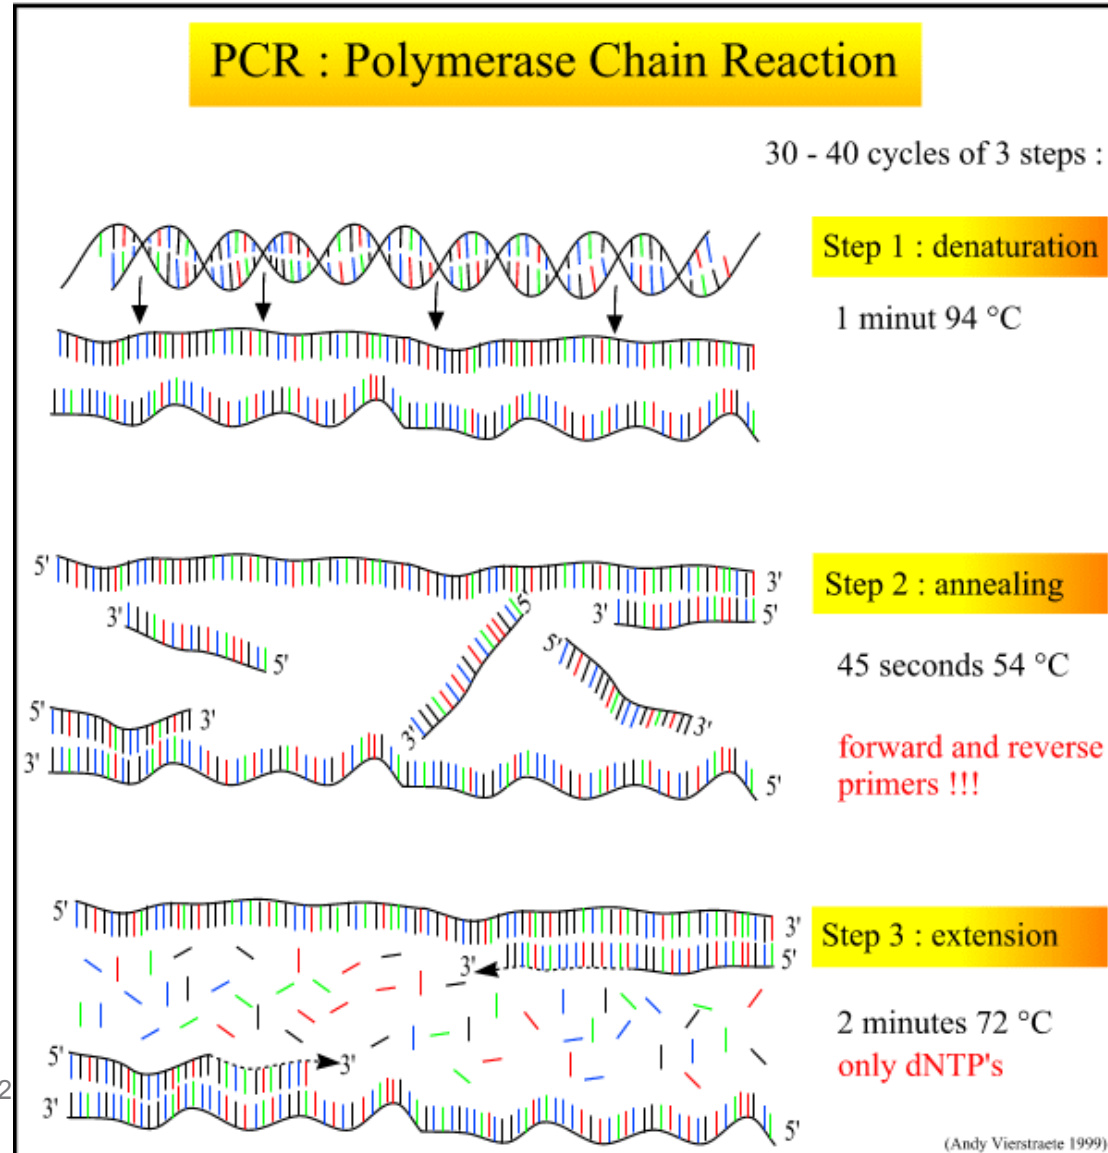 PCR : Polymerase Chain Reaction
30 - 40 cycles of 3 steps :
Step 1 : denaturation
1 minut 94 °C
5'
3'
Step 2 : annealing
3'
3'
5'
5'
5'
5'
45 seconds 54 °C
5'
3'
3'
3'
3'
5'
forward and reverse
primers !!!
5'
3'
Step 3 : extension
3'
5'
2 minutes 72 °C
5'
3'
only dNTP's
2
3'
5'
(Andy Vierstraete 1999)